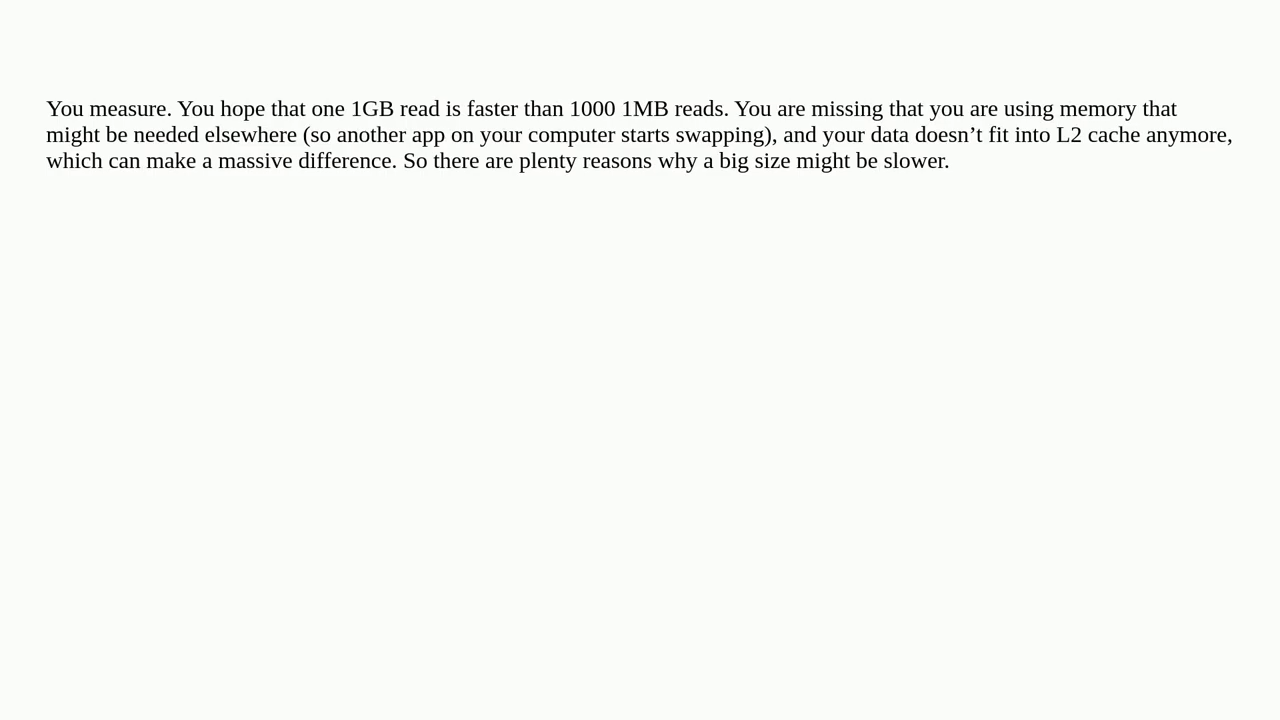 You measure. You hope that one 1GB read is faster than 1000 1MB reads. You are missing that you are using memory that
might be needed elsewhere (so another app on your computer starts swapping), and your data doesn’t fit into L2 cache anymore,
which can make a massive difference. So there are plenty reasons why a big size might be slower.